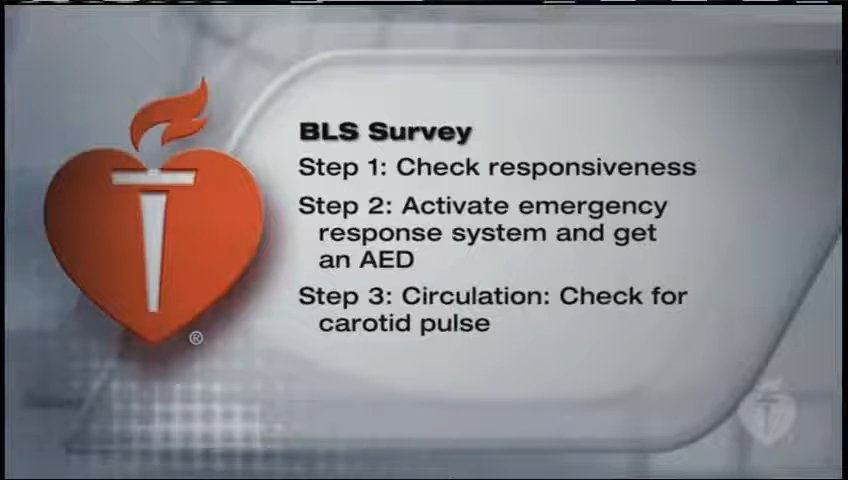 BLS Survey
Step 1: Check responsiveness
Step 2: Activate emergency
response system and get
an AED
Step 3: Circulation: Check for
carotid pulse
®